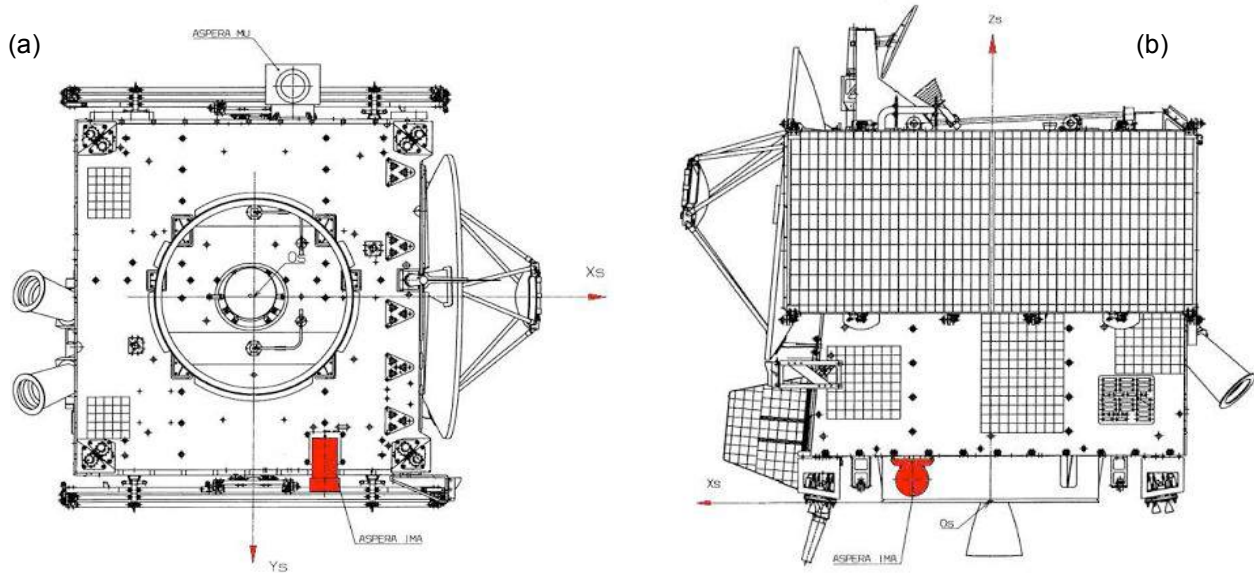 (a)
ASPERA MU
Os
Xs
ASPERA IMA
Ys
Zs
(b)
Xs
Os
ASPERA IMA